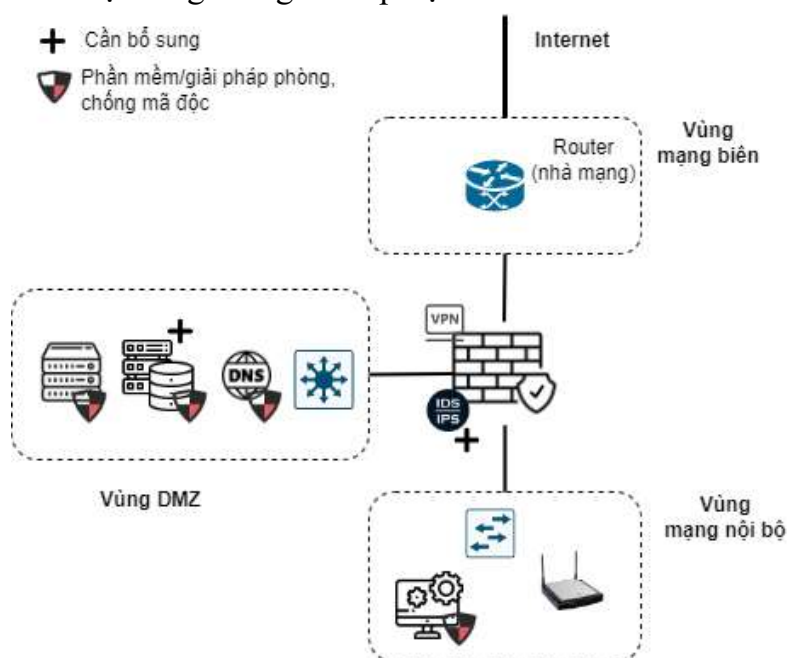 Cần bổ sung
Phần mềm/giải pháp phòng,
chống mã độc
Internet
Router
(nhà mạng)
Vùng
mạng biên
VPN
DNS
IDS
IPS
Vùng DMZ
Vùng
mạng nội bộ